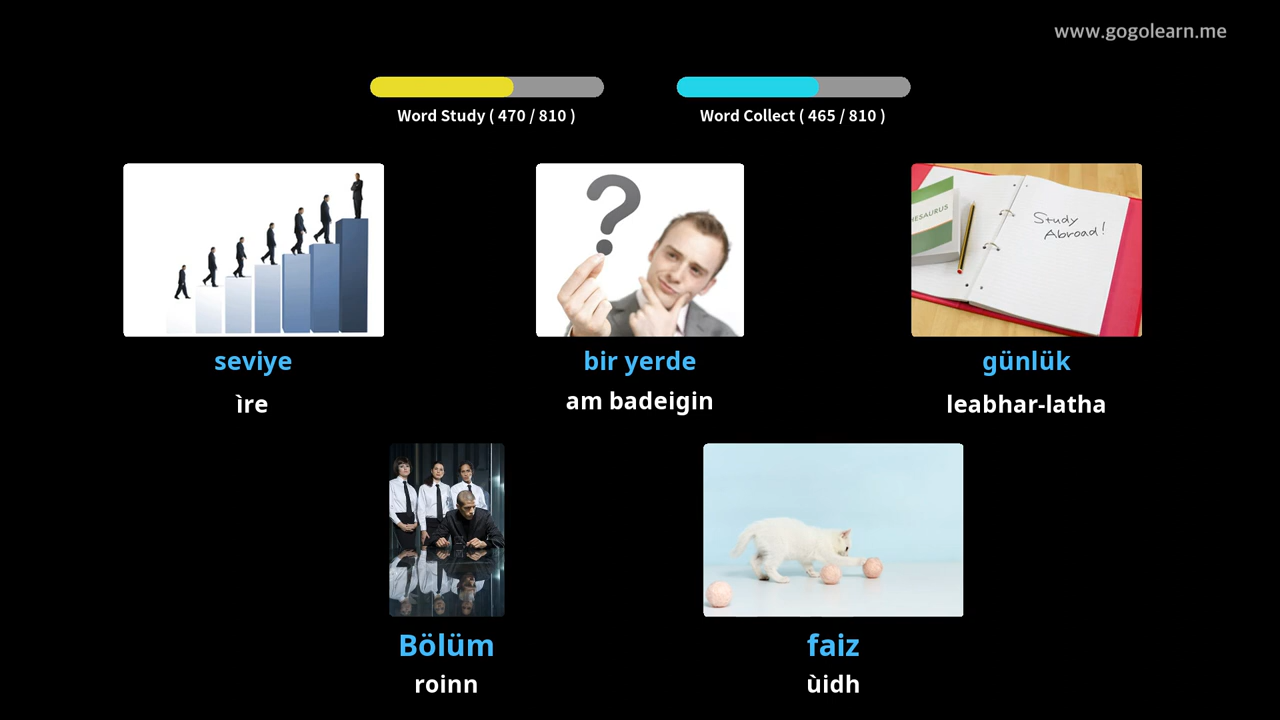 www.gogolearn.me
Word Study ( 470 / 810 )
Word Collect ( 465 / 810 )
HESAURUS
Study
Abroad!
seviye
bir yerde
günlük
ìre
am badeigin
leabhar-latha
Bölüm
faiz
roinn
ùidh